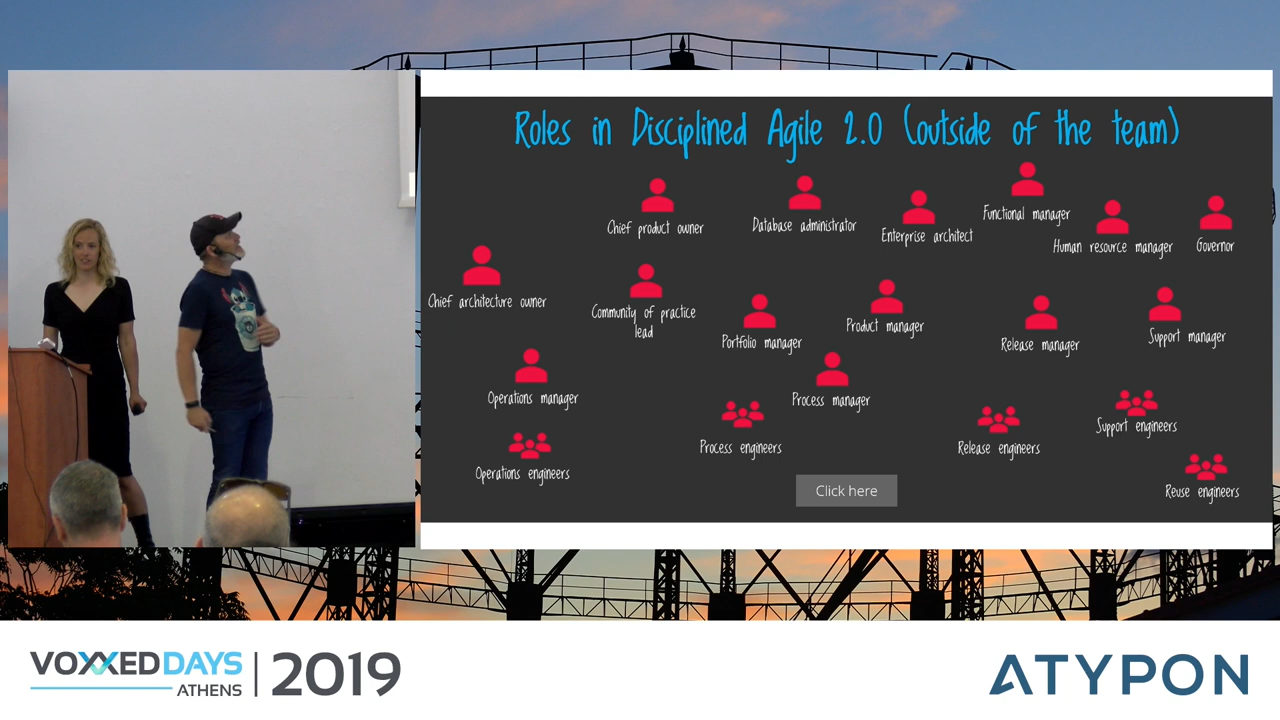 Roles in Disciplined Agile 2.0 (outside of the team)
Chief product owner
Database administrator
Enterprise architect
Functional manager
Human resource manager
Governor
Chief architecture owner
Community of practice
lead
Portfolio manager
Product manager
Release manager
Support manager
Operations manager
Process manager
Process engineers
Release engineers
Support engineers
Operations engineers
Reuse engineers
Click here
VOXXED DAYS
ATHENS
2019
ATYPON